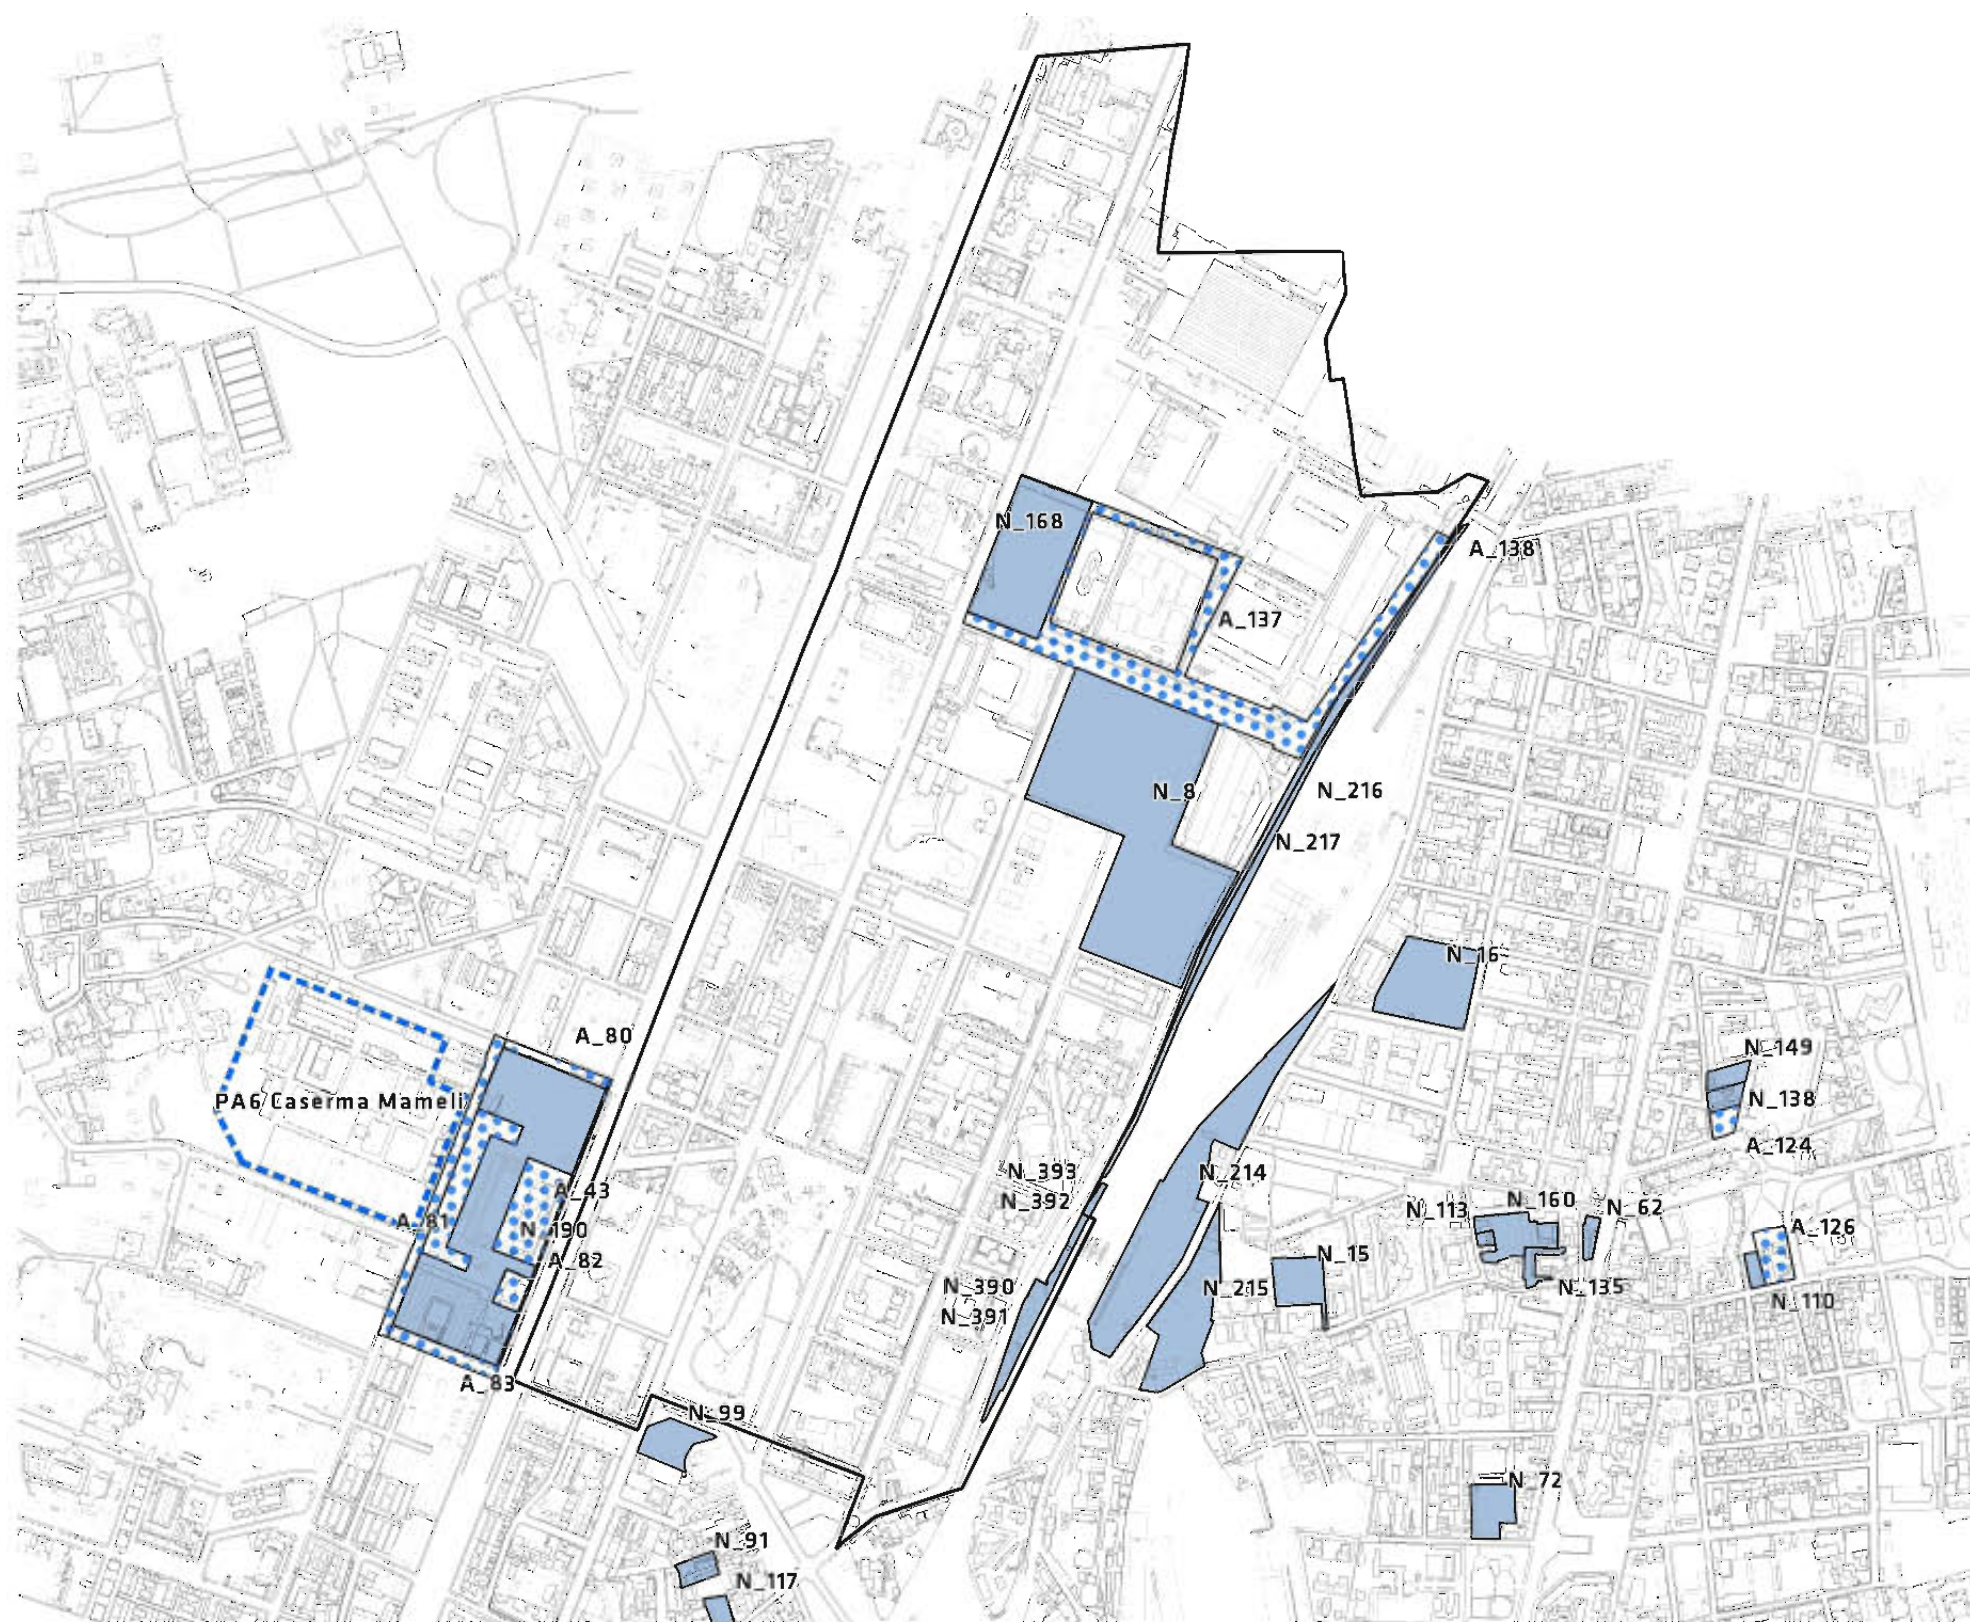 N_168
A_138
A_137
N_8
N_216
N_217
N_16
A_80
N_149
PA6 Caserma Mameli
N_138
A_124
N_393
N_214
A_43
N_392
N_113
N_160
N_62
A_81
N_190
A_126
A_82
N_15
N_390
N_215
N_135
N_110
N_391
A_83
N_99
N_72
N_91
N_117